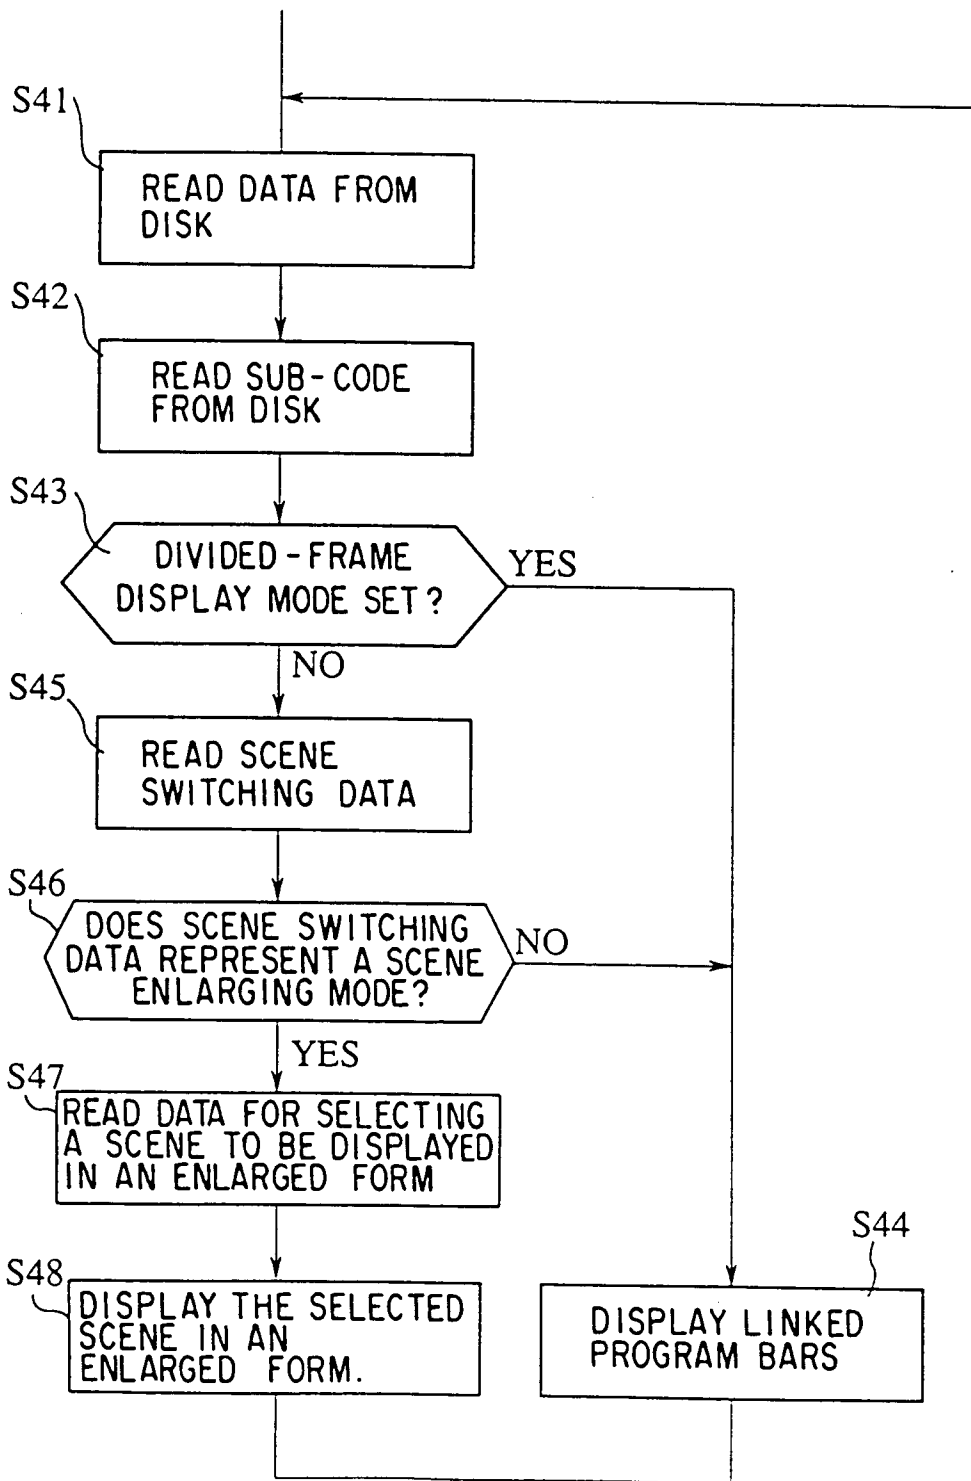 S41
READ DATA FROM
DISK
S42
READ SUB-CODE
FROM DISK
S43
DIVIDED-FRAME
DISPLAY MODE SET?
YES
NO
S45
READ SCENE
SWITCHING DATA
S46
DOES SCENE SWITCHING
DATA REPRESENT A SCENE
ENLARGING MODE?
NO
YES
S47
READ DATA FOR SELECTING
A SCENE TO BE DISPLAYED
IN AN ENLARGED FORM
S48
DISPLAY THE SELECTED
SCENE IN AN
ENLARGED FORM.
S44
DISPLAY LINKED
PROGRAM BARS